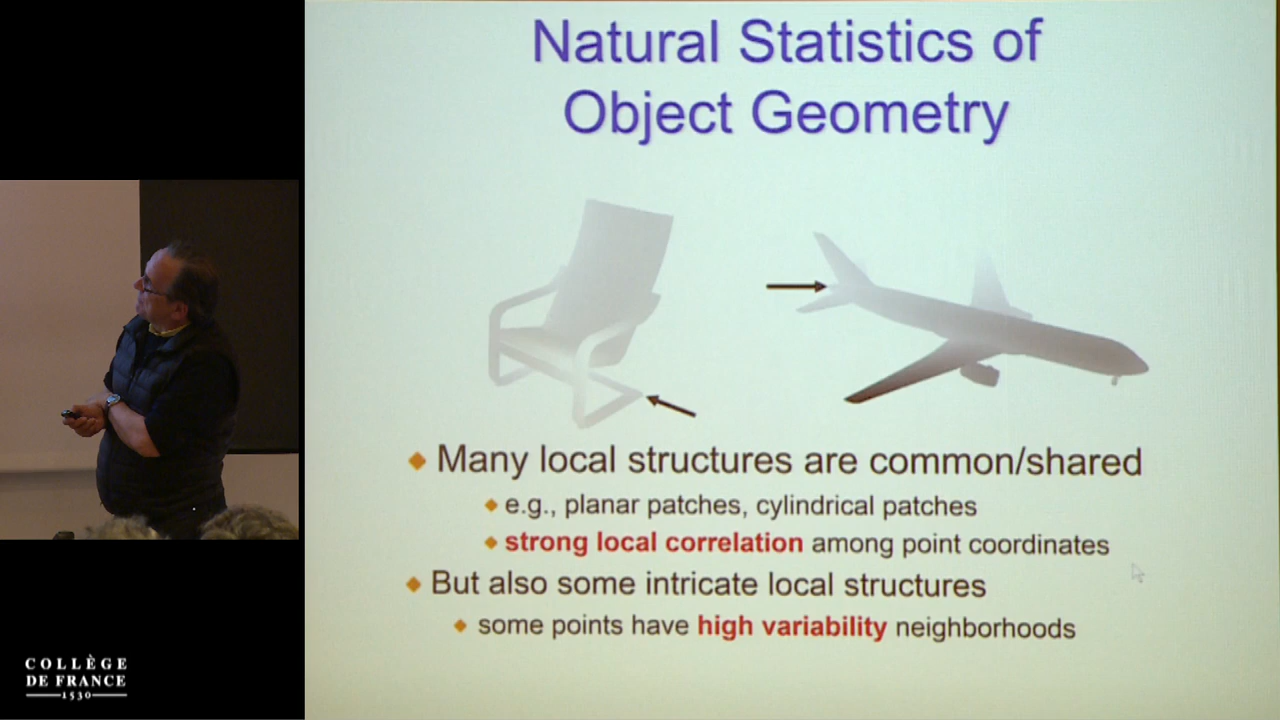 Natural Statistics of
Object Geometry
Many local structures are common/shared
e.g., planar patches, cylindrical patches
strong local correlation among point coordinates
But also some intricate local structures
some points have high variability neighborhoods
COLLÈGE
DE FRANCE
1530